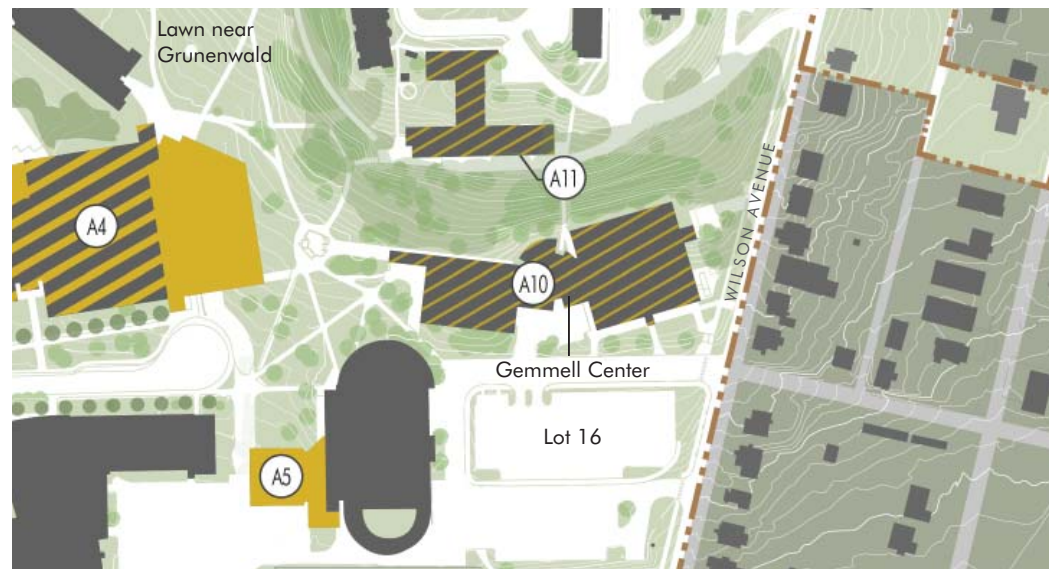 Lawn near
Grunenwald
A11
A4
WILSON AVENUE
A10
Gemmell Center
Lot 16
A5